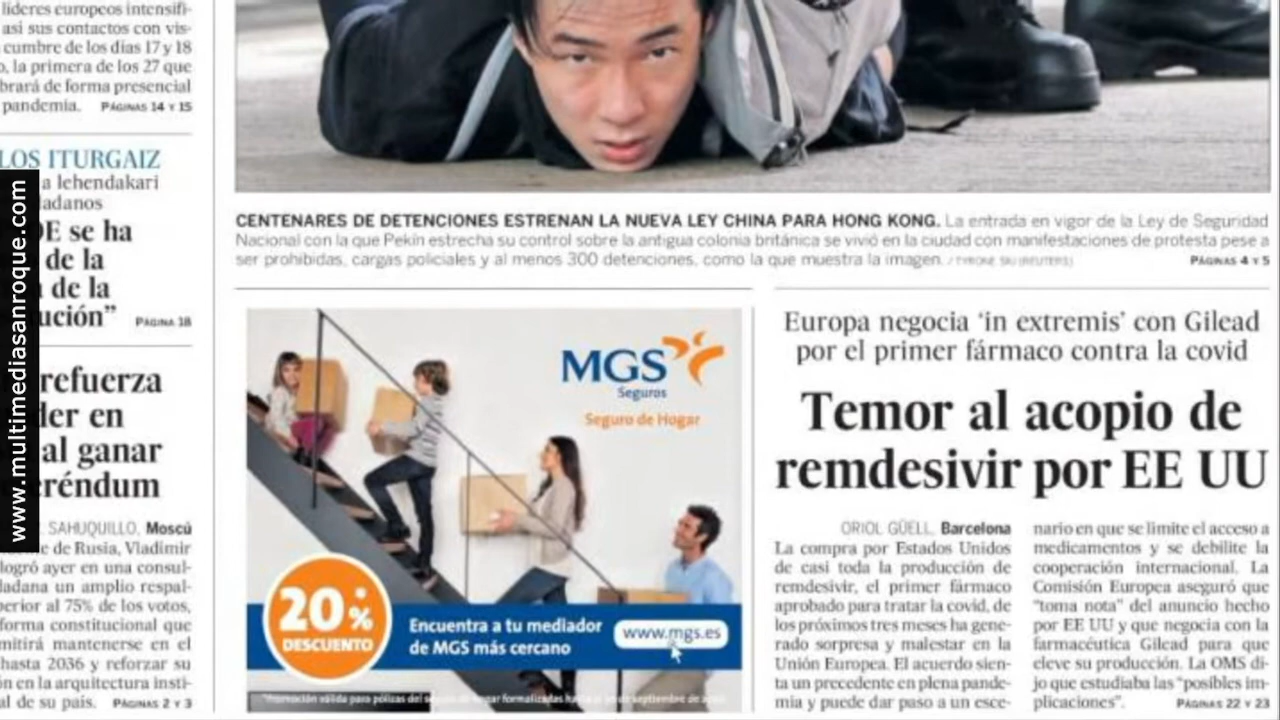 líderes europeos intensifi-
así sus contactos con vis-
cumbre de los días 17 y 18
o, la primera de los 27 que
brará de forma presencial
pandemia. PÁGINAS 14 Y 15
LOS ITURGAIZ
a lehendakari
adanos
E se ha
de la
de la
ución” PÁGINA 18
refuerza
der en
al ganar
eréndum
SAHUQUILLO, Moscú
de Rusia, Vladimir
logró ayer en una consul-
dadana un amplio respal-
perior al 75% de los votos,
forma constitucional que
mitirá mantenerse en el
hasta 2036 y reforzar su
ón en la arquitectura insti-
al de su país. PÁGINAS 2 Y 3
www.multimediasanroque.com
CENTENARES DE DETENCIONES ESTRENAN LA NUEVA LEY CHINA PARA HONG KONG. La entrada en vigor de la Ley de Seguridad
Nacional con la que Pekín estrecha su control sobre la antigua colonia británica se vivió en la ciudad con manifestaciones de protesta pese a
ser prohibidas, cargas policiales y al menos 300 detenciones, como la que muestra la imagen. / TYRONE SIU (REUTERS) PÁGINAS 4 Y 5
MGS
Seguros
Seguro de Hogar
20%
DESCUENTO
Encuentra a tu mediador
de MGS más cercano
www.mgs.es
Europa negocia ‘in extremis’ con Gilead
por el primer fármaco contra la covid
Temor al acopio de
remdesivir por EE UU
ORIOL GÜELL, Barcelona
La compra por Estados Unidos
de casi toda la producción de
remdesivir, el primer fármaco
aprobado para tratar la covid, de
los próximos tres meses ha gene-
rado sorpresa y malestar en la
Unión Europea. El acuerdo sien-
ta un precedente en plena pande-
mia y puede dar paso a un esce-
nario en que se limite el acceso a
medicamentos y se debilite la
cooperación internacional. La
Comisión Europea aseguró que
“toma nota” del anuncio hecho
por EE UU y que negocia con la
farmacéutica Gilead para que
eleve su producción. La OMS di-
jo que estudiaba las “posibles im-
plicaciones”. PÁGINAS 22 Y 23